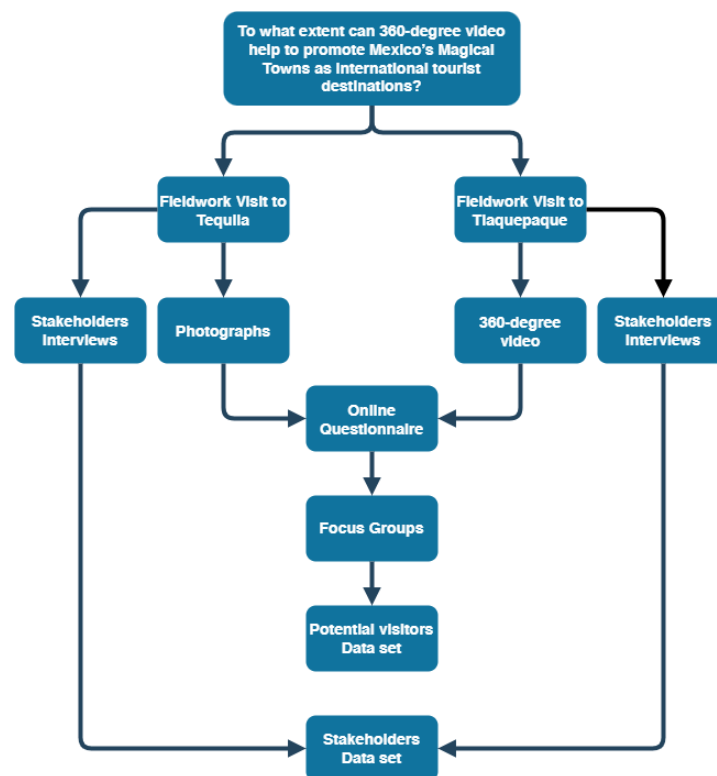 To what extent can 360-degree video
help to promote Mexico's Magical
Towns as international tourist
destinations?
Fieldwork Visit to
Tequila
Fieldwork Visit to
Tlaquepaque
Stakeholders
Interviews
Photographs
360-degree
video
Stakeholders
Interviews
Online
Questionnaire
Focus Groups
Potential visitors
Data set
Stakeholders
Data set